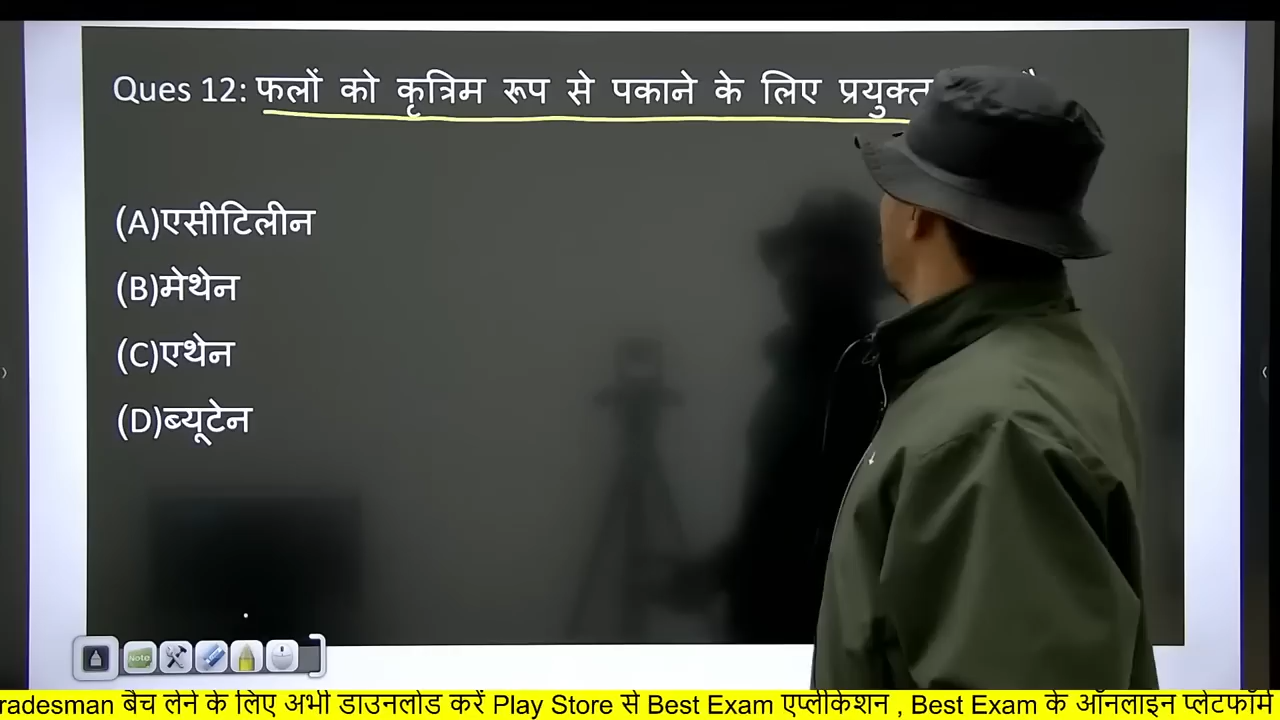 Ques 12: फलों को कृत्रिम रूप से पकाने के लिए प्रयुक्त
(A)एसीटिलीन
(B)मेथेन
(C)एथेन
(D)ब्यूटेन
Note
radesman बैच लेने के लिए अभी डाउनलोड करें Play Store से Best Exam एप्लीकेशन , Best Exam के ऑनलाइन प्लेटफॉर्म